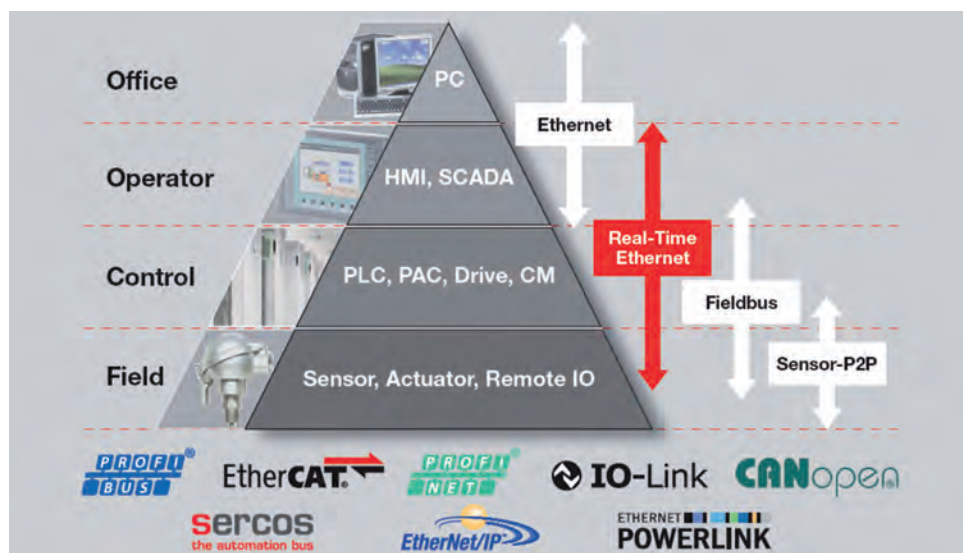 Office
PC
Ethernet
Operator
HMI, SCADA
Real-Time
Ethernet
Control
PLC, PAC, Drive, CM
Fieldbus
Field
Sensor, Actuator, Remote IO
Sensor-P2P
PROFI®
BUS
EtherCAT®
PROFI®
NET
IO-Link
CANopen®
sercos
the automation bus
EtherNet/IP
ETHERNET
POWERLINK